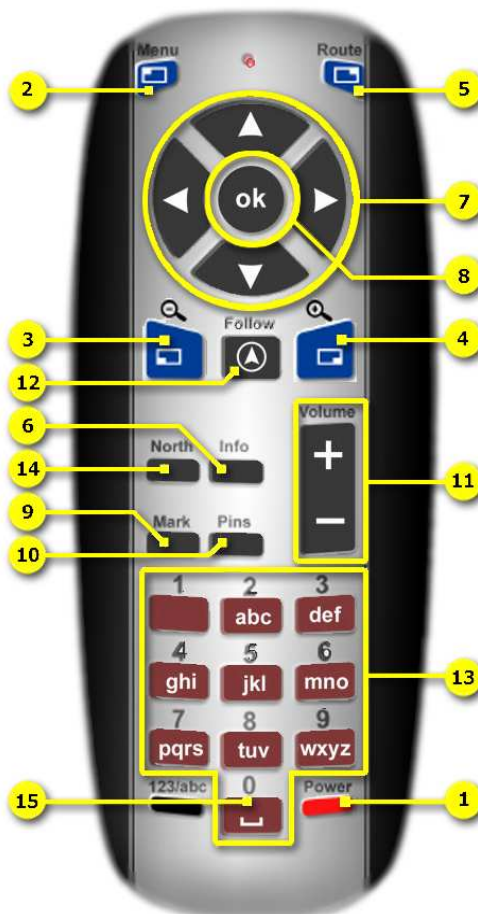 Menu Route
2 5
7
ok
8
3 Follow 4
12
Volume
6 North Info
14 11
9 Mark Pins
10
1 2 3
abc def
4 5 6
ghi jkl mno 13
7 8 9
pqrs tuv wxyz
123/abc 0 Power
15 1